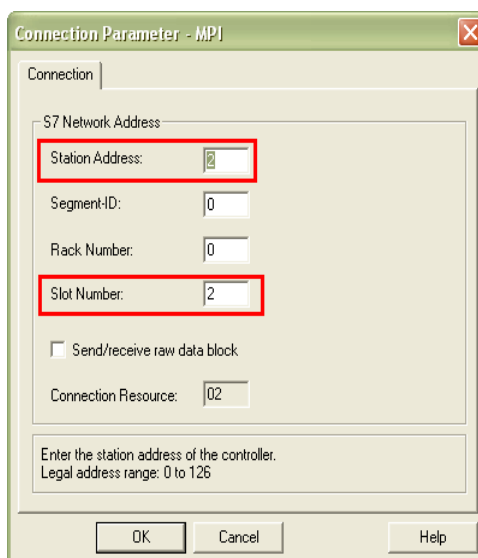 Connection Parameter - MPI
Connection
S7 Network Address
Station Address: 2
Segment-ID: 0
Rack Number: 0
Slot Number: 2
Send/receive raw data block
Connection Resource: 02
Enter the station address of the controller.
Legal address range: 0 to 126
OK Cancel Help